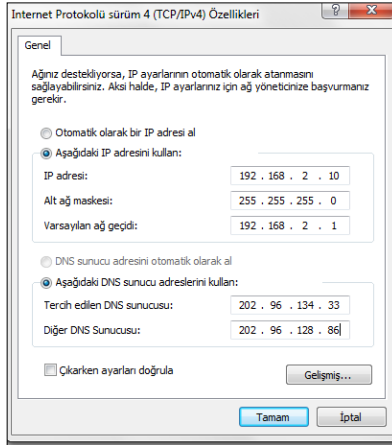 Internet Protokolü sürüm 4 (TCP/IPv4) Özellikleri
Genel
Ağınız destekliyorsa, IP ayarlarının otomatik olarak atanmasını
sağlayabilirsiniz. Aksi halde, IP ayarlarınız için ağ yöneticinize başvurmanız
gerekir.
Otomatik olarak bir IP adresi al
Aşağıdaki IP adresini kullan:
IP adresi: 192 . 168 . 2 . 10
Alt ağ maskesi: 255 . 255 . 255 . 0
Varsayılan ağ geçidi: 192 . 168 . 2 . 1
DNS sunucu adresini otomatik olarak al
Aşağıdaki DNS sunucu adreslerini kullan:
Tercih edilen DNS sunucusu: 202 . 96 . 134 . 33
Diğer DNS Sunucusu: 202 . 96 . 128 . 86
Çıkarken ayarları doğrula
Gelişmiş...
Tamam İptal